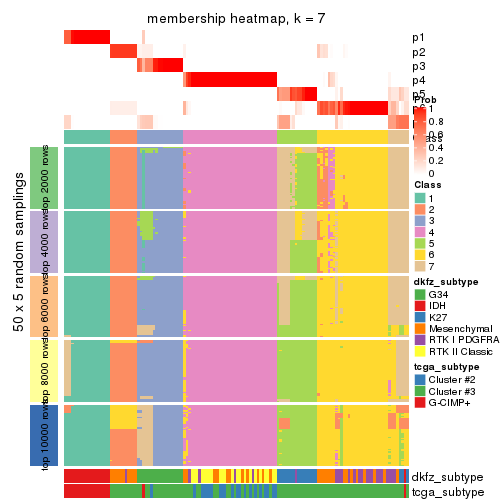 membership heatmap, k = 7
p1
p2
p3
p4
p5
Prob
1
0.8
0.6
0.4
0.2
0
Class
1
2
3
4
5
6
7
dkfz_subtype
G34
IDH
K27
Mesenchymal
RTK I PDGFRA
RTK II Classic
tcga_subtype
Cluster #2
Cluster #3
G-CIMP+
50 x 5 random samplings
top 2000 rows
top 4000 rows
top 6000 rows
top 8000 rows
top 10000 rows
dkfz_subtype
tcga_subtype